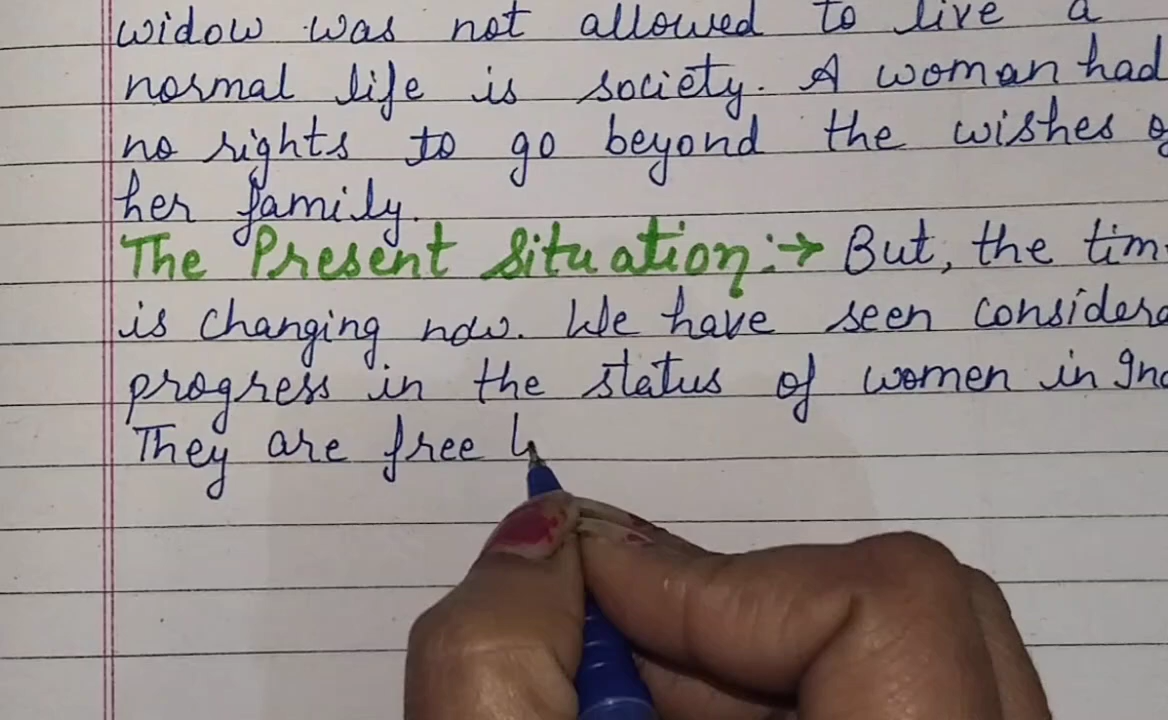 widow was not allowed to live a
normal life is society. A woman had
no rights to go beyond the wishes
her family.
The Present Situation:→ But, the
is changing now. We have seen
progress in the status of women in
They are free